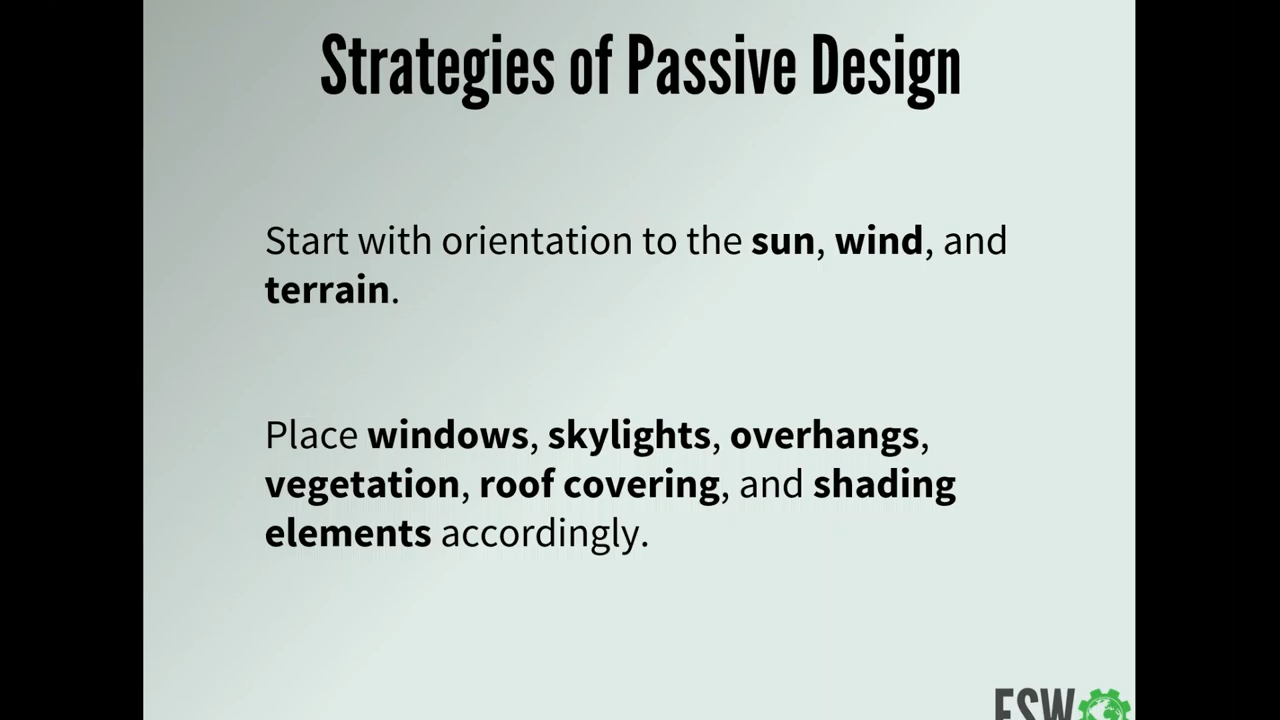 Strategies of Passive Design
Start with orientation to the sun, wind, and
terrain.
Place windows, skylights, overhangs,
vegetation, roof covering, and shading
elements accordingly.
ESW